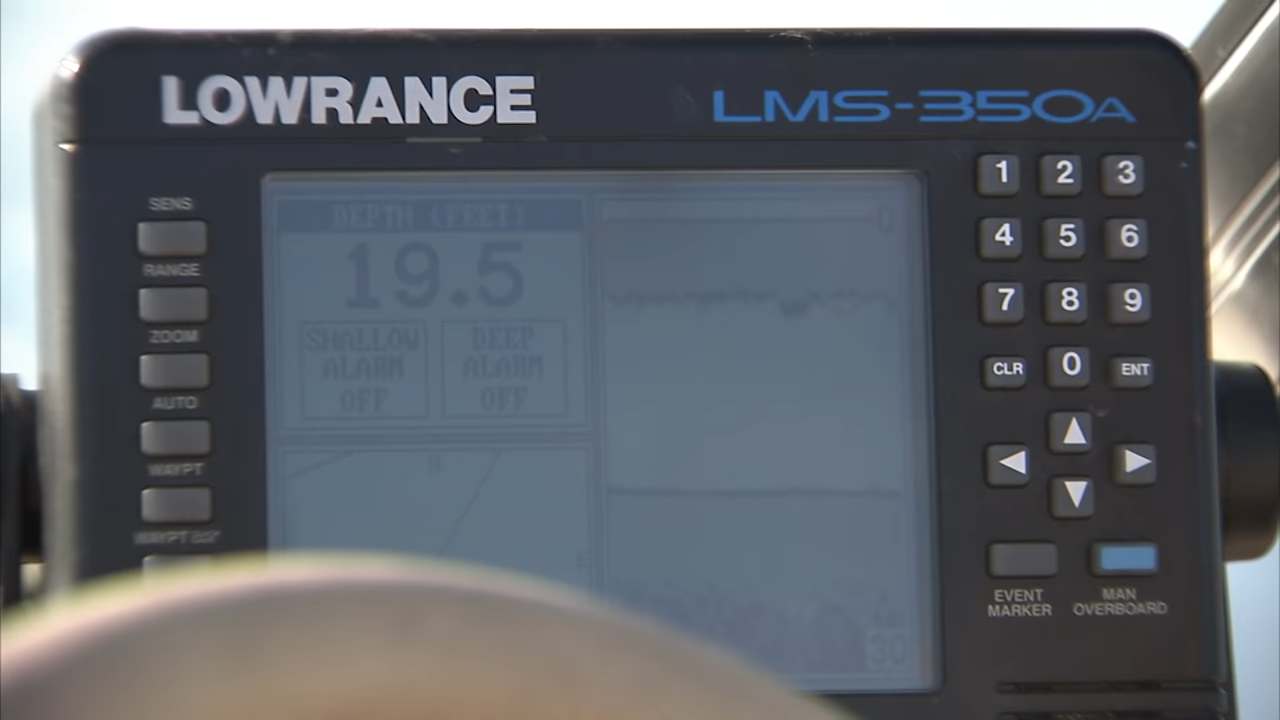 LOWRANCE
LMS-350A
SENS
RANGE
ZOOM
AUTO
WAYPT
DEPTH (FEET)
19.5
SHALLOW
ALARM
OFF
DEEP
ALARM
OFF
0
30
1 2 3
4 5 6
7 8 9
CLR 0 ENT
EVENT
MARKER
MAN
OVERBOARD